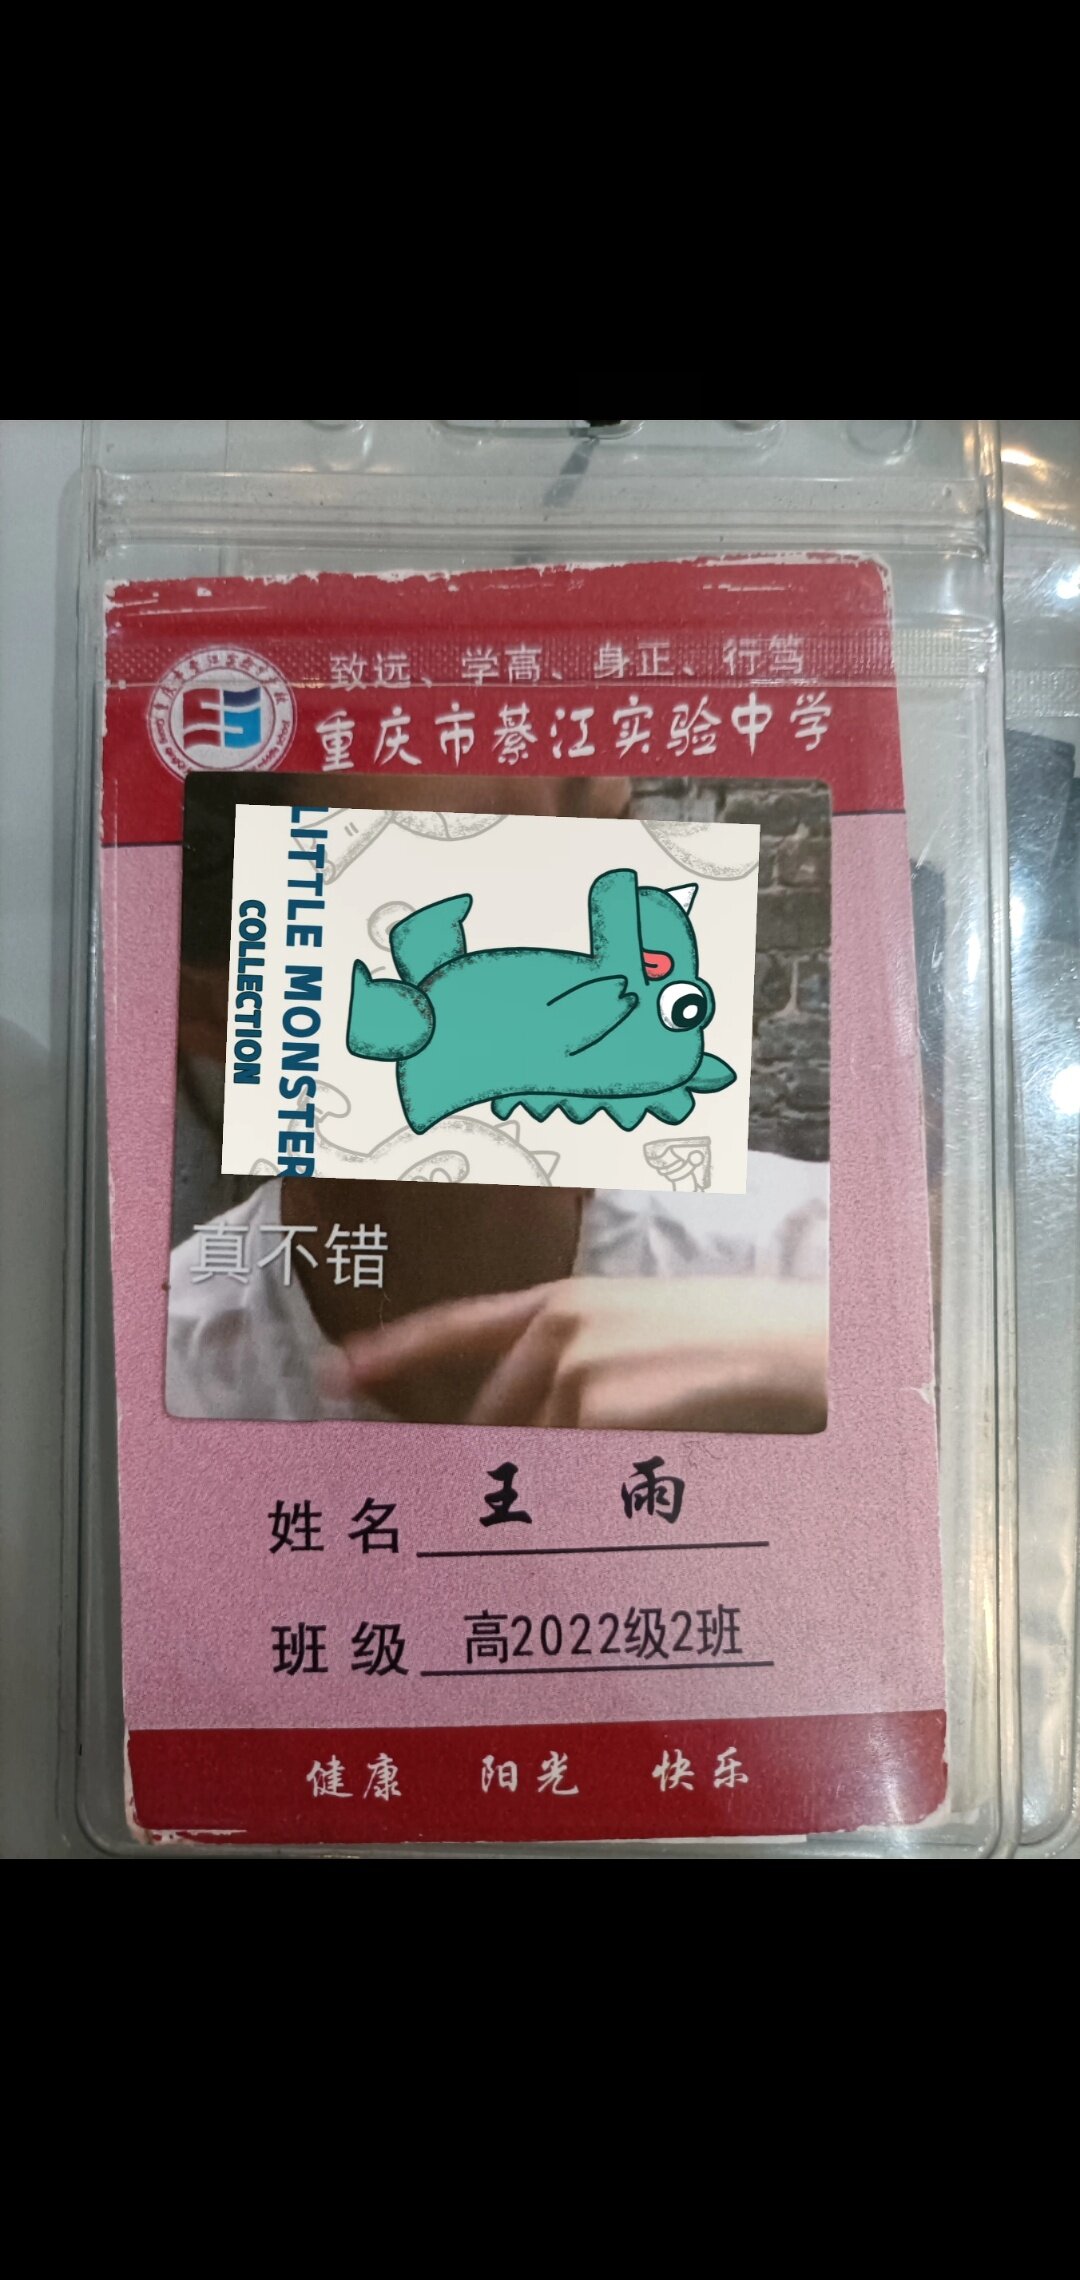 致远、学高、身正、行笃
重庆市綦江实验中学
LITTLE MONSTER
COLLECTION
真不错
姓名 王雨
班级 高2022级2班
健康 阳光 快乐